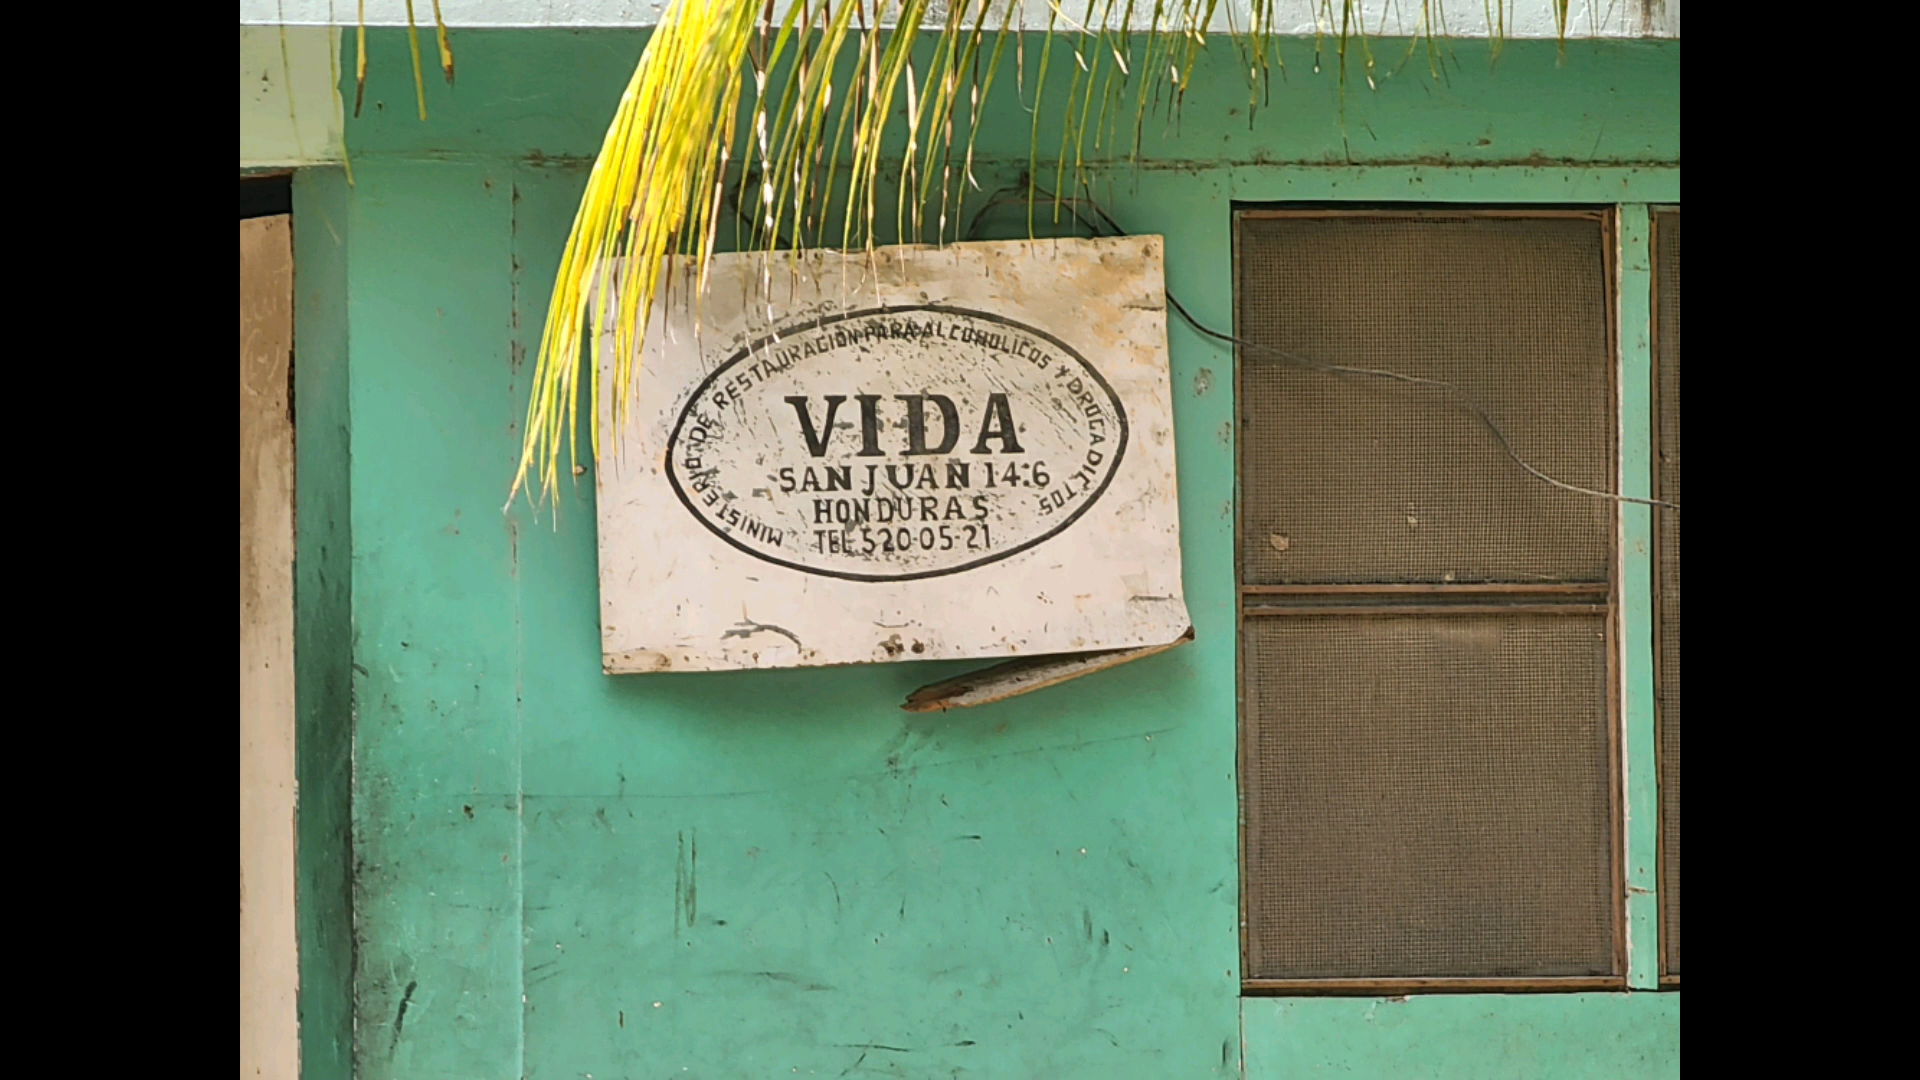 MINISTERIO DE RESTAURACION PARA ALCOHOLICOS Y DROGADICTOS
VIDA
SAN JUAN 14:6
HONDURAS
TEL 520-05-21